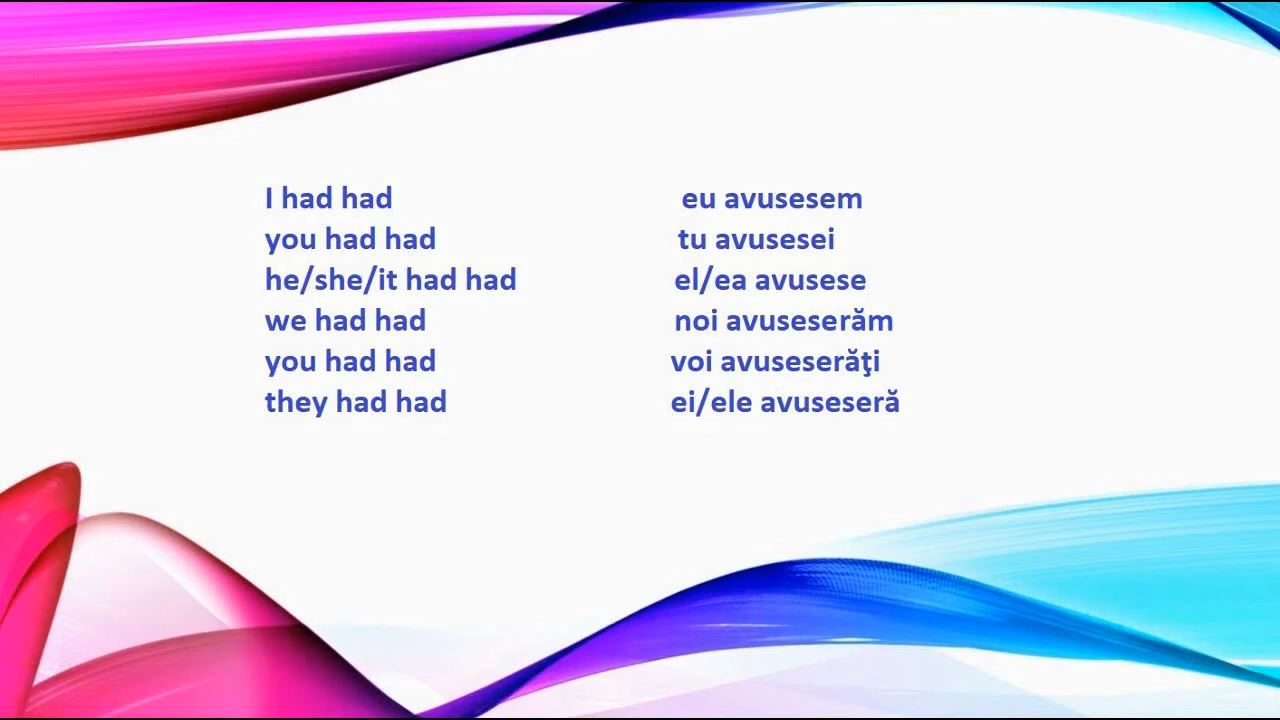 I had had eu avusesem
you had had tu avusesei
he/she/it had had el/ea avusese
we had had noi avuseserăm
you had had voi avuseserăţi
they had had ei/ele avuseseră